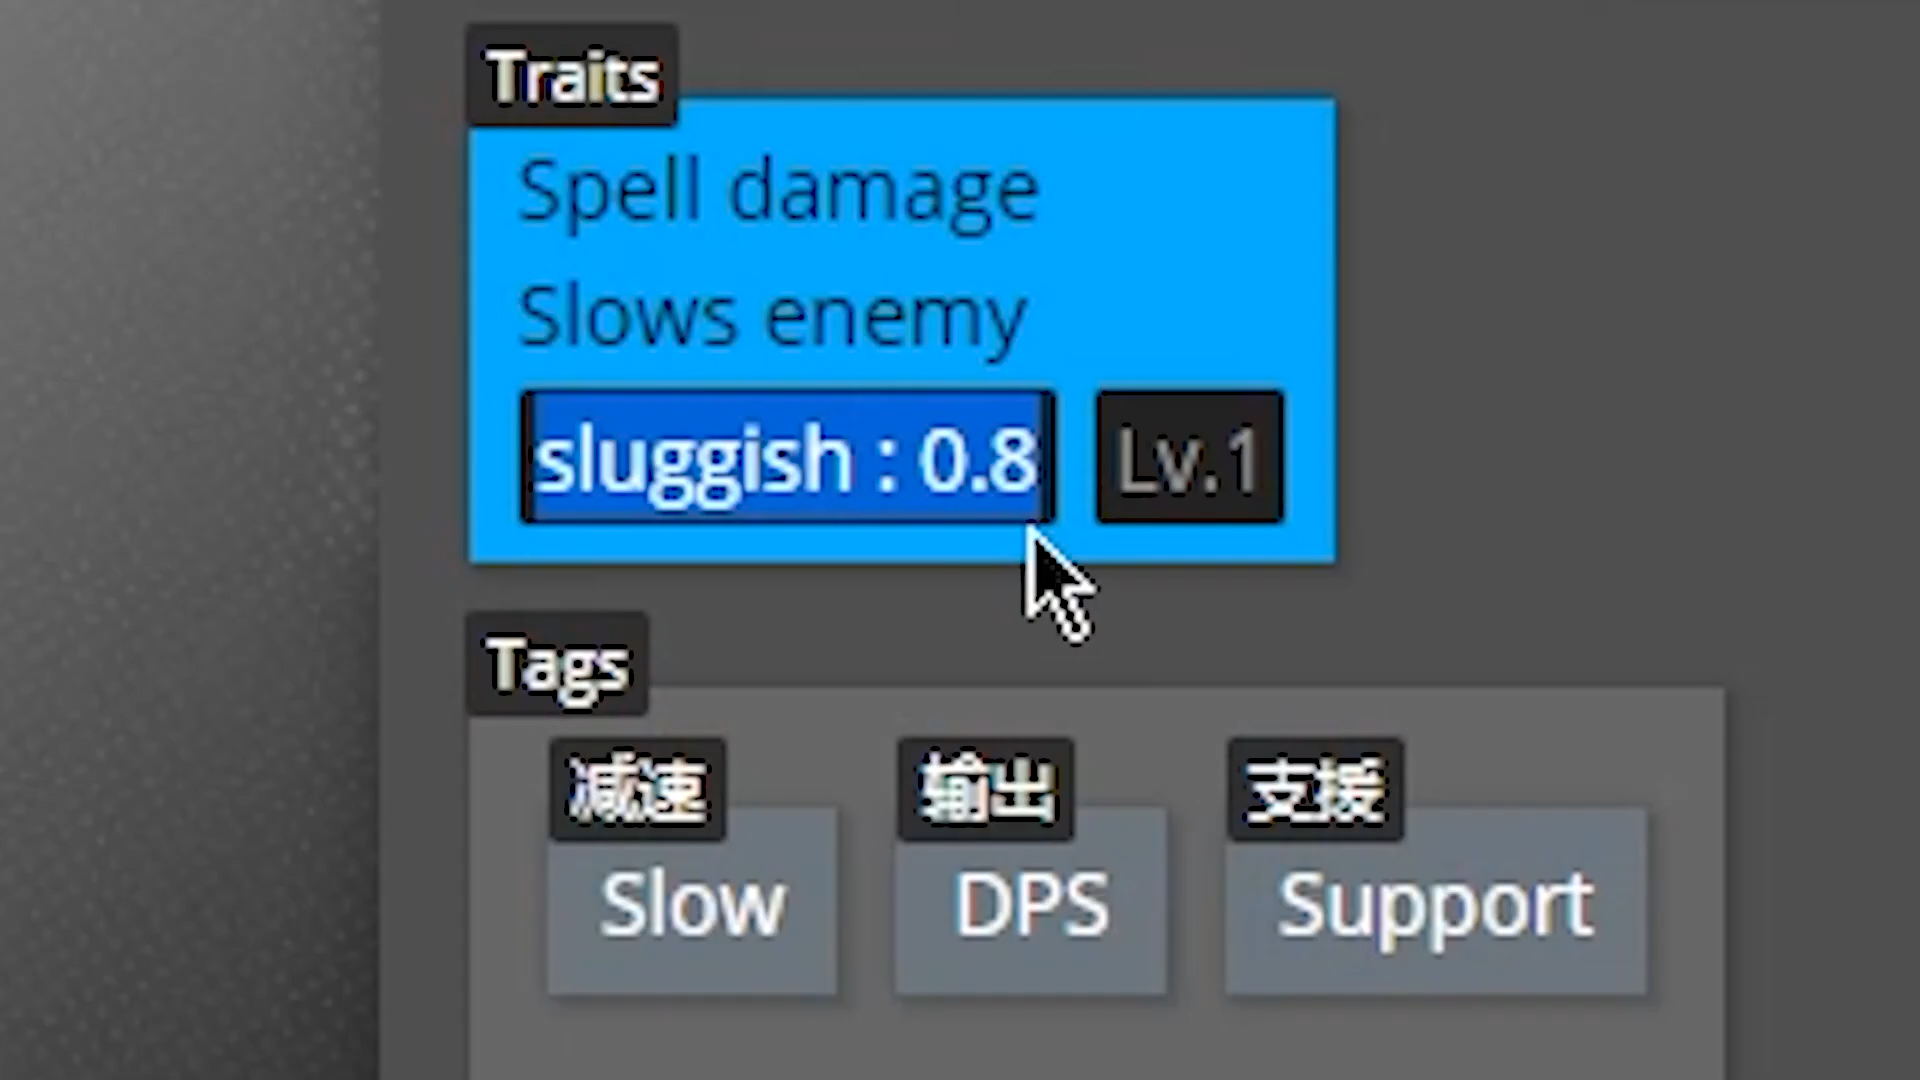 Traits
Spell damage
Slows enemy
sluggish : 0.8 Lv.1
Tags
减速 输出 支援
Slow DPS Support